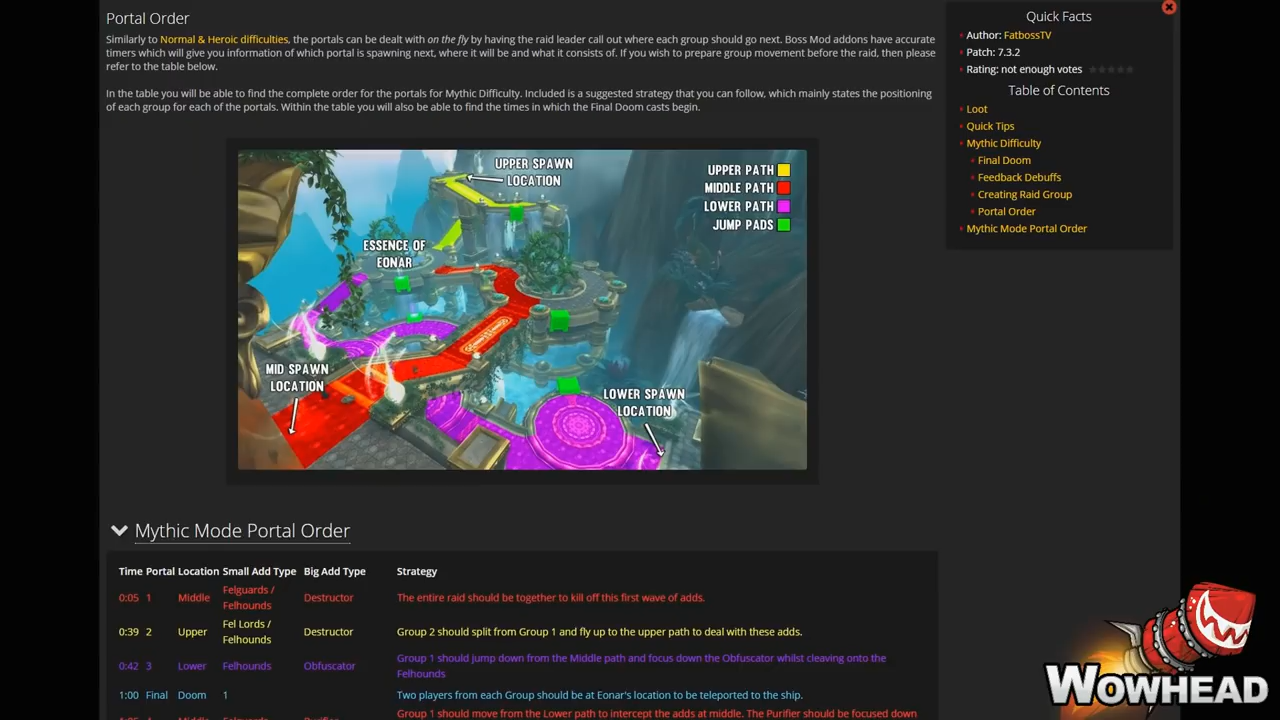 Portal Order
Similarly to Normal & Heroic difficulties, the portals can be dealt with on the fly by having the raid leader call out where each group should go next. Boss Mod addons have accurate
timers which will give you information of which portal is spawning next, where it will be and what it consists of. If you wish to prepare group movement before the raid, then please
refer to the table below.
In the table you will be able to find the complete order for the portals for Mythic Difficulty. Included is a suggested strategy that you can follow, which mainly states the positioning
of each group for each of the portals. Within the table you will also be able to find the times in which the Final Doom casts begin.
UPPER SPAWN
LOCATION
UPPER PATH
MIDDLE PATH
LOWER PATH
JUMP PADS
ESSENCE OF
EONAR
MID SPAWN
LOCATION
LOWER SPAWN
LOCATION
Mythic Mode Portal Order
Time Portal Location Small Add Type Big Add Type Strategy
0:05 1 Middle Felguards / Felhounds Destructor The entire raid should be together to kill off this first wave of adds.
0:39 2 Upper Fel Lords / Felhounds Destructor Group 2 should split from Group 1 and fly up to the upper path to deal with these adds.
0:42 3 Lower Felhounds Obfuscator Group 1 should jump down from the Middle path and focus down the Obfuscator whilst cleaving onto the
Felhounds
1:00 Final Doom 1 Two players from each Group should be at Eonar's location to be teleported to the ship.
Group 1 should move from the Lower path to intercept the adds at middle. The Purifier should be focused down
Quick Facts
Author: FatbossTV
Patch: 7.3.2
Rating: not enough votes
Table of Contents
Loot
Quick Tips
Mythic Difficulty
Final Doom
Feedback Debuffs
Creating Raid Group
Portal Order
Mythic Mode Portal Order
WOWHEAD